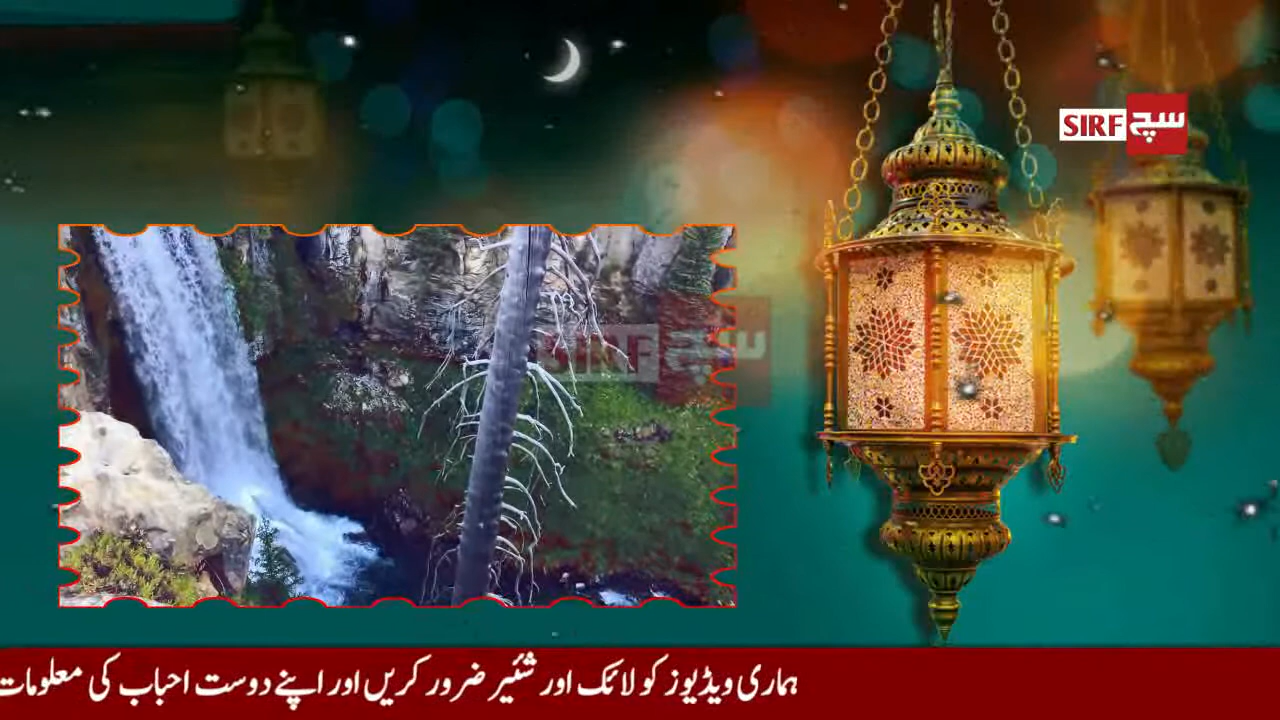 SIRF سچ
SIRF سچ
ہماری ویڈیوز کو لائک اور شئیر ضرور کریں اور اپنے دوست احباب کی معلومات